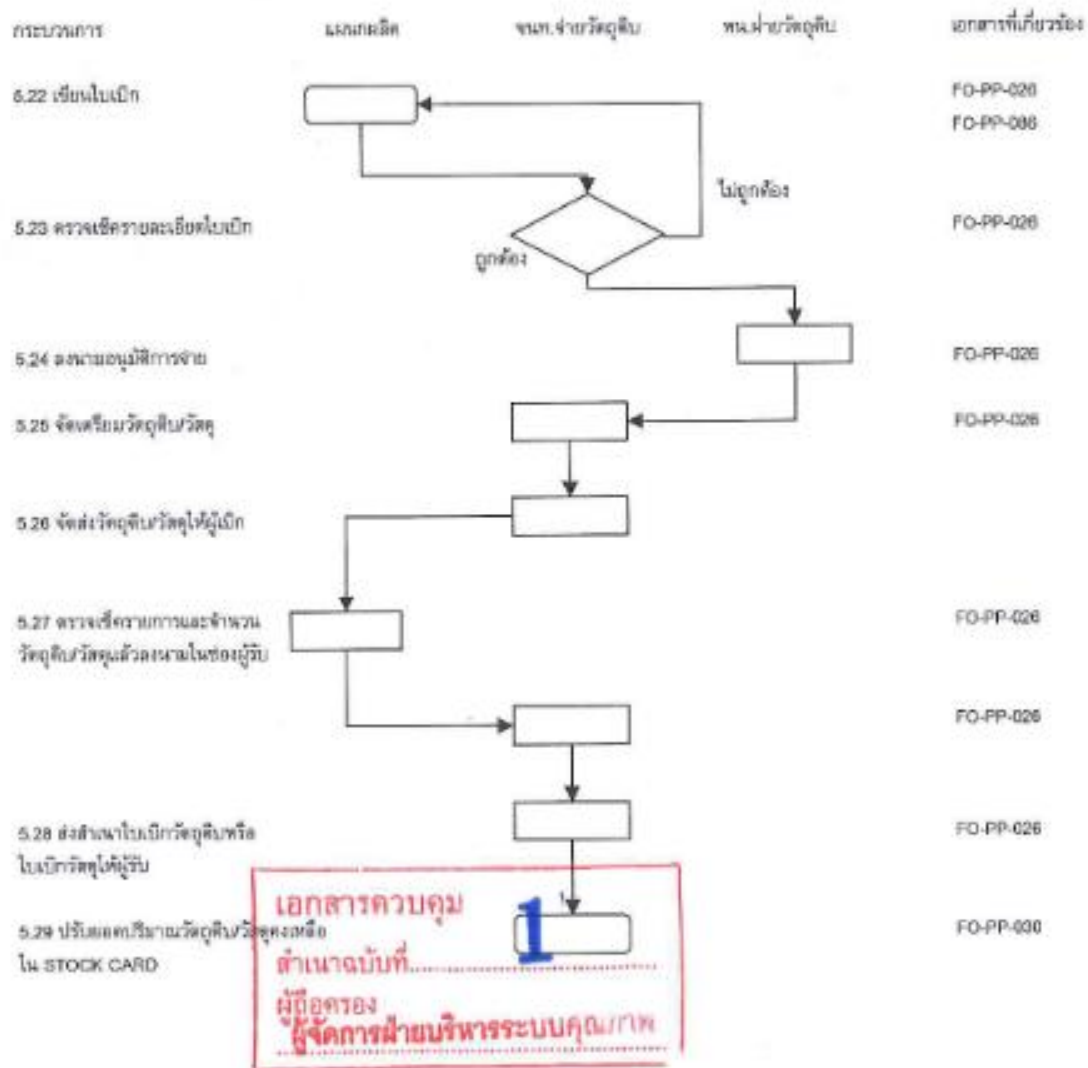 กระบวนการ แผนกผลิต จนท.จ่ายวัตถุดิบ หน.ฝ่ายวัตถุดิบ เอกสารที่เกี่ยวข้อง
5.22 เขียนใบเบิก FO-PP-026
FO-PP-086
ไม่ถูกต้อง
5.23 ตรวจเช็ครายละเอียดใบเบิก FO-PP-026
ถูกต้อง
5.24 ลงนามอนุมัติการจ่าย FO-PP-026
5.25 จัดเตรียมวัตถุดิบ/วัสดุ FO-PP-026
5.26 จัดส่งวัตถุดิบ/วัสดุให้ผู้เบิก
5.27 ตรวจเช็ครายการและจำนวน FO-PP-026
วัตถุดิบ/วัสดุแล้วลงนามในช่องผู้รับ
FO-PP-026
5.28 ส่งสำเนาใบเบิกวัตถุดิบหรือ FO-PP-026
ใบเบิกวัสดุให้ผู้รับ
เอกสารควบคุม
5.29 ปรับยอดปริมาณวัตถุดิบ/วัสดุคงเหลือ FO-PP-030
ใน STOCK CARD
สำเนาฉบับที่ 1
ผู้ถือครอง
ผู้จัดการฝ่ายบริหารระบบคุณภาพ